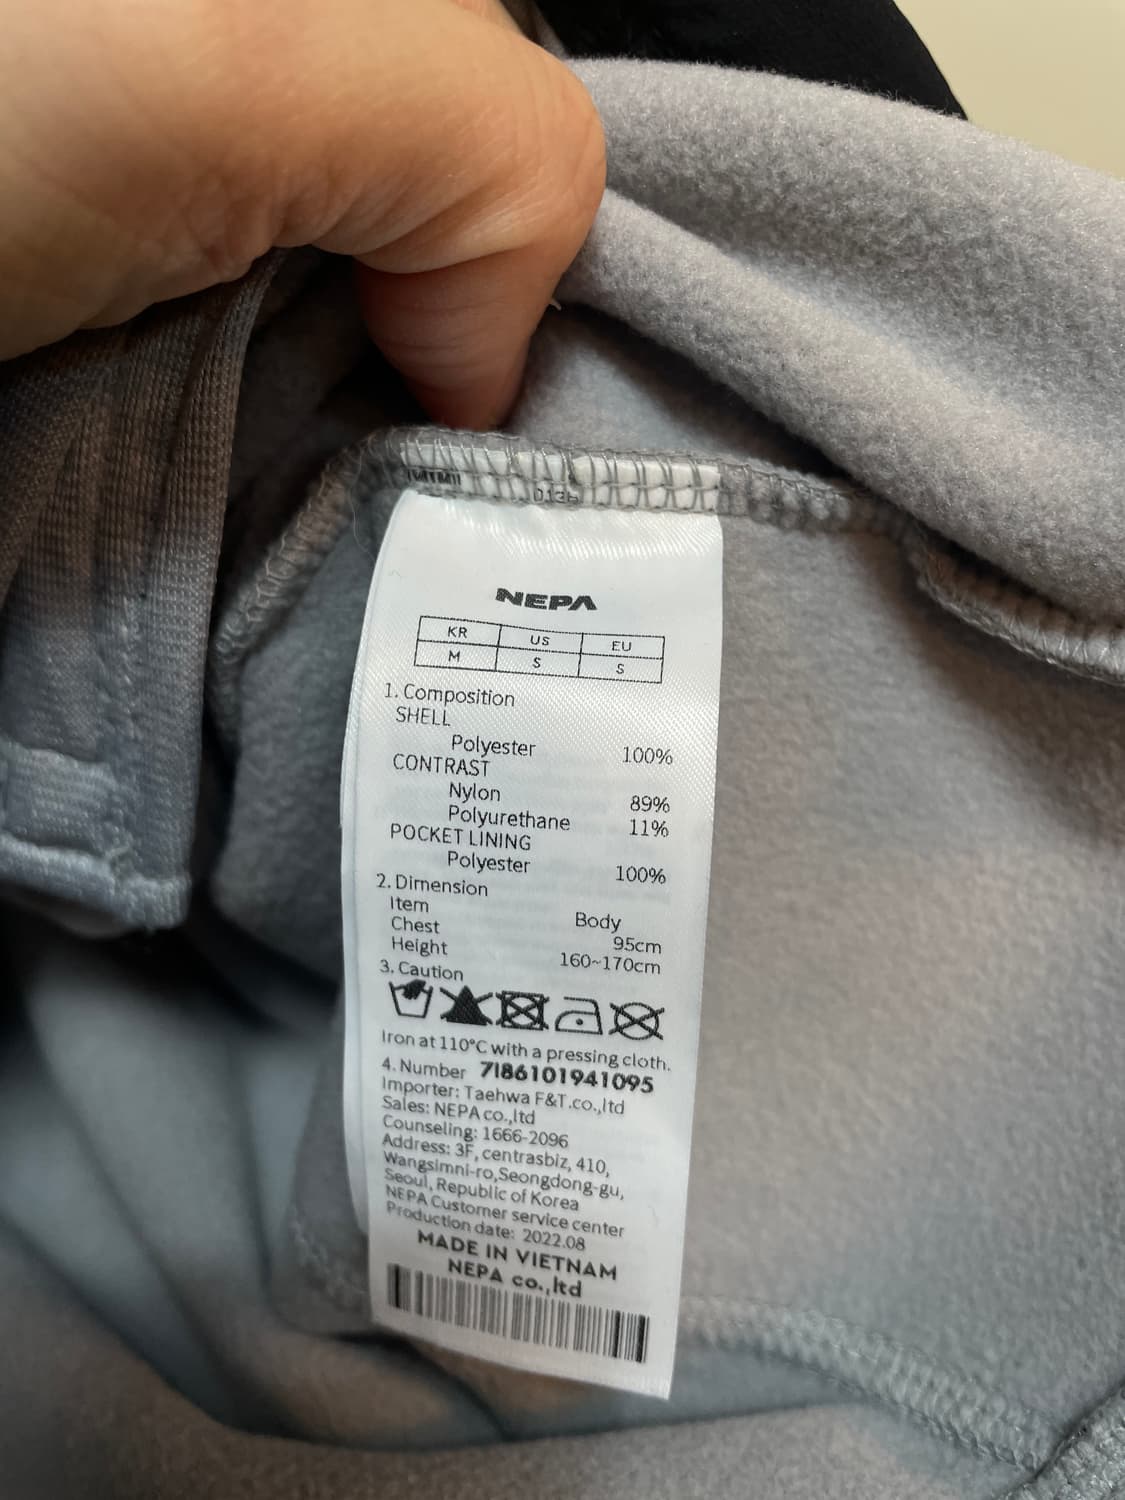 NEPA
KR US EU
M S S
1. Composition
SHELL
Polyester 100%
CONTRAST
Nylon 89%
Polyurethane 11%
POCKET LINING
Polyester 100%
2. Dimension
Item Body
Chest 95cm
Height 160~170cm
3. Caution
Iron at 110°C with a pressing cloth.
4. Number 7I86101941095
Importer: Taehwa F&T.co.,ltd
Sales: NEPA co.,ltd
Counseling: 1666-2096
Address: 3F, centrasbiz, 410,
Wangsimni-ro,Seongdong-gu,
Seoul, Republic of Korea
NEPA Customer service center
Production date: 2022.08
MADE IN VIETNAM
NEPA co.,ltd